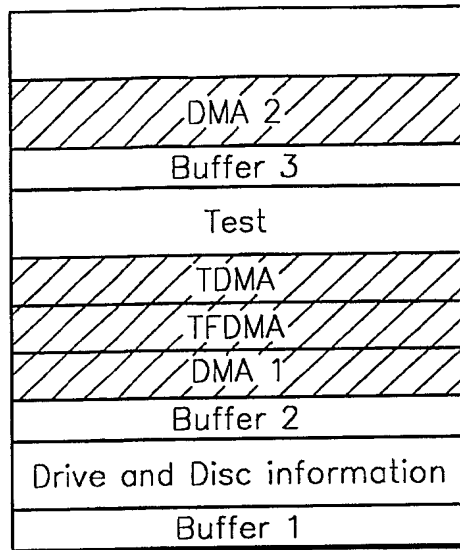 DMA 2
Buffer 3
Test
TDMA
TFDMA
DMA 1
Buffer 2
Drive and Disc information
Buffer 1